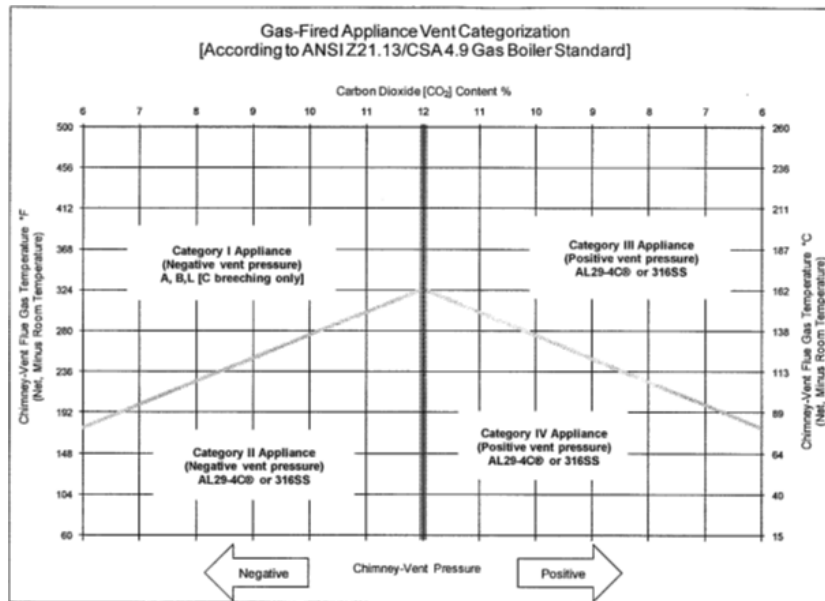 Gas-Fired Appliance Vent Categorization
[According to ANSI Z21.13/CSA 4.9 Gas Boiler Standard]
Carbon Dioxide [CO₂] Content %
6 7 8 9 10 11 12 11 10 9 8 7 6
500 260
456 236
412 211
368 187
324 162
280 138
236 113
192 89
148 64
104 40
60 15
Chimney-Vent Flue Gas Temperature °F
(Net, Minus Room Temperature)
Category I Appliance
(Negative vent pressure)
A, B,L [C breeching only]
Category III Appliance
(Positive vent pressure)
AL29-4C® or 316SS
Category II Appliance
(Negative vent pressure)
AL29-4C® or 316SS
Category IV Appliance
(Positive vent pressure)
AL29-4C® or 316SS
Chimney-Vent Flue Gas Temperature °C
(Net, Minus Room Temperature)
Negative Chimney-Vent Pressure Positive